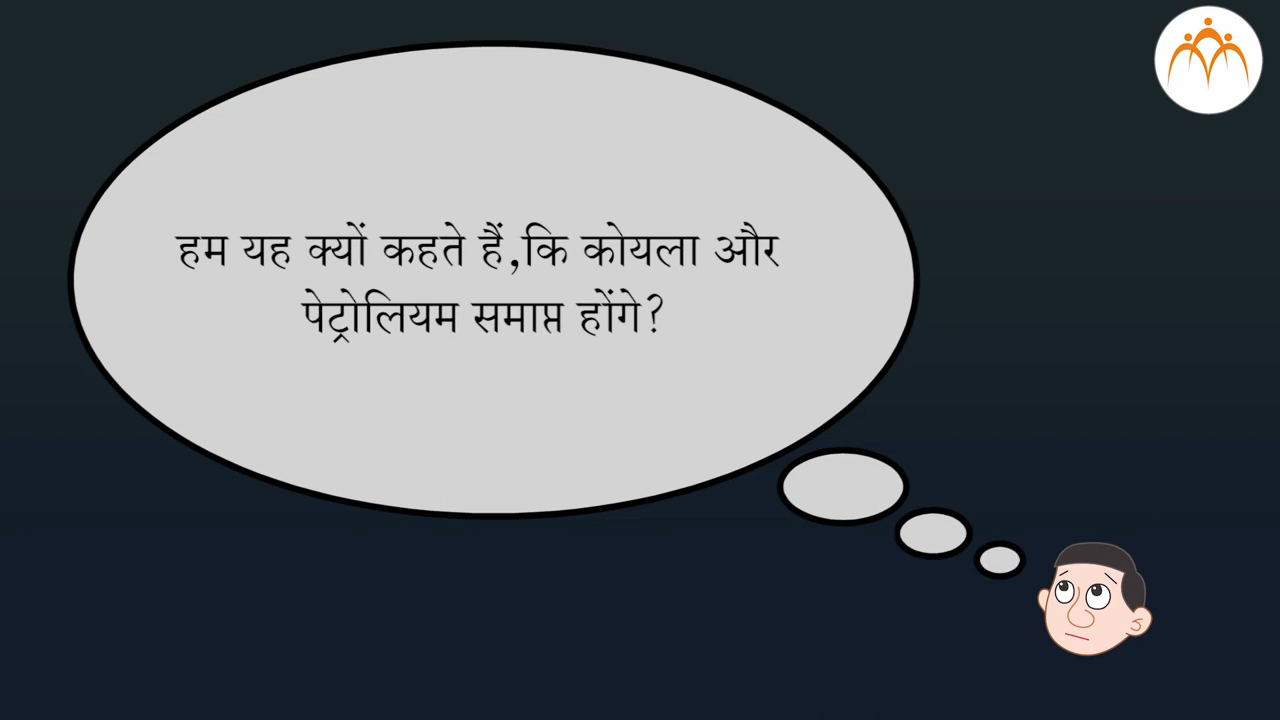 हम यह क्यों कहते हैं,कि कोयला और
पेट्रोलियम समाप्त होंगे?